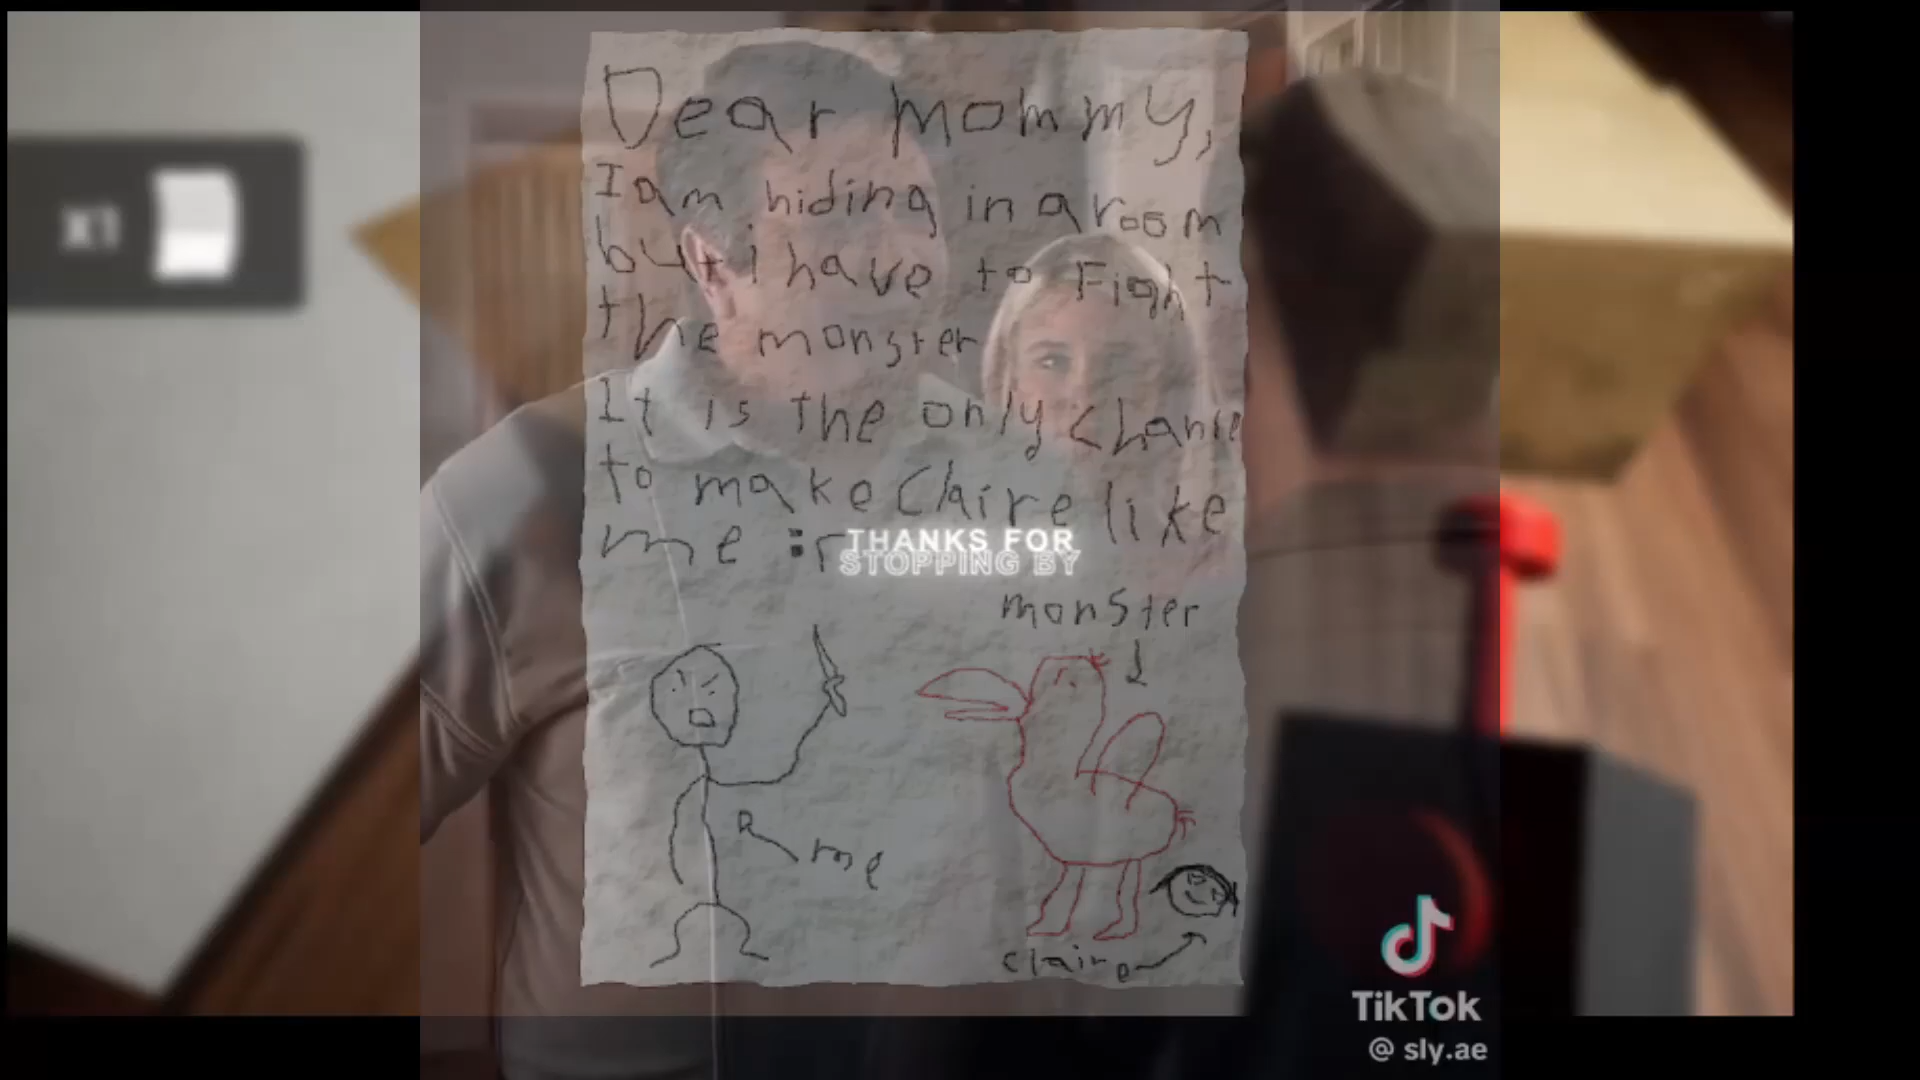 X1
Dear mommy,
I am hiding in a room
but i have to Fight
the monster
It is the only chance
to make Claire like
me :r
THANKS FOR
STOPPING BY
monster
me
claire
TikTok
@ sly.ae